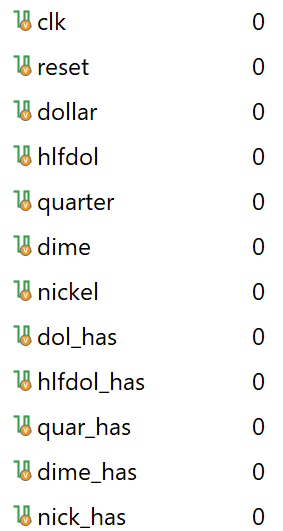 clk 0
reset 0
dollar 0
hlfdol 0
quarter 0
dime 0
nickel 0
dol_has 0
hlfdol_has 0
quar_has 0
dime_has 0
nick_has 0